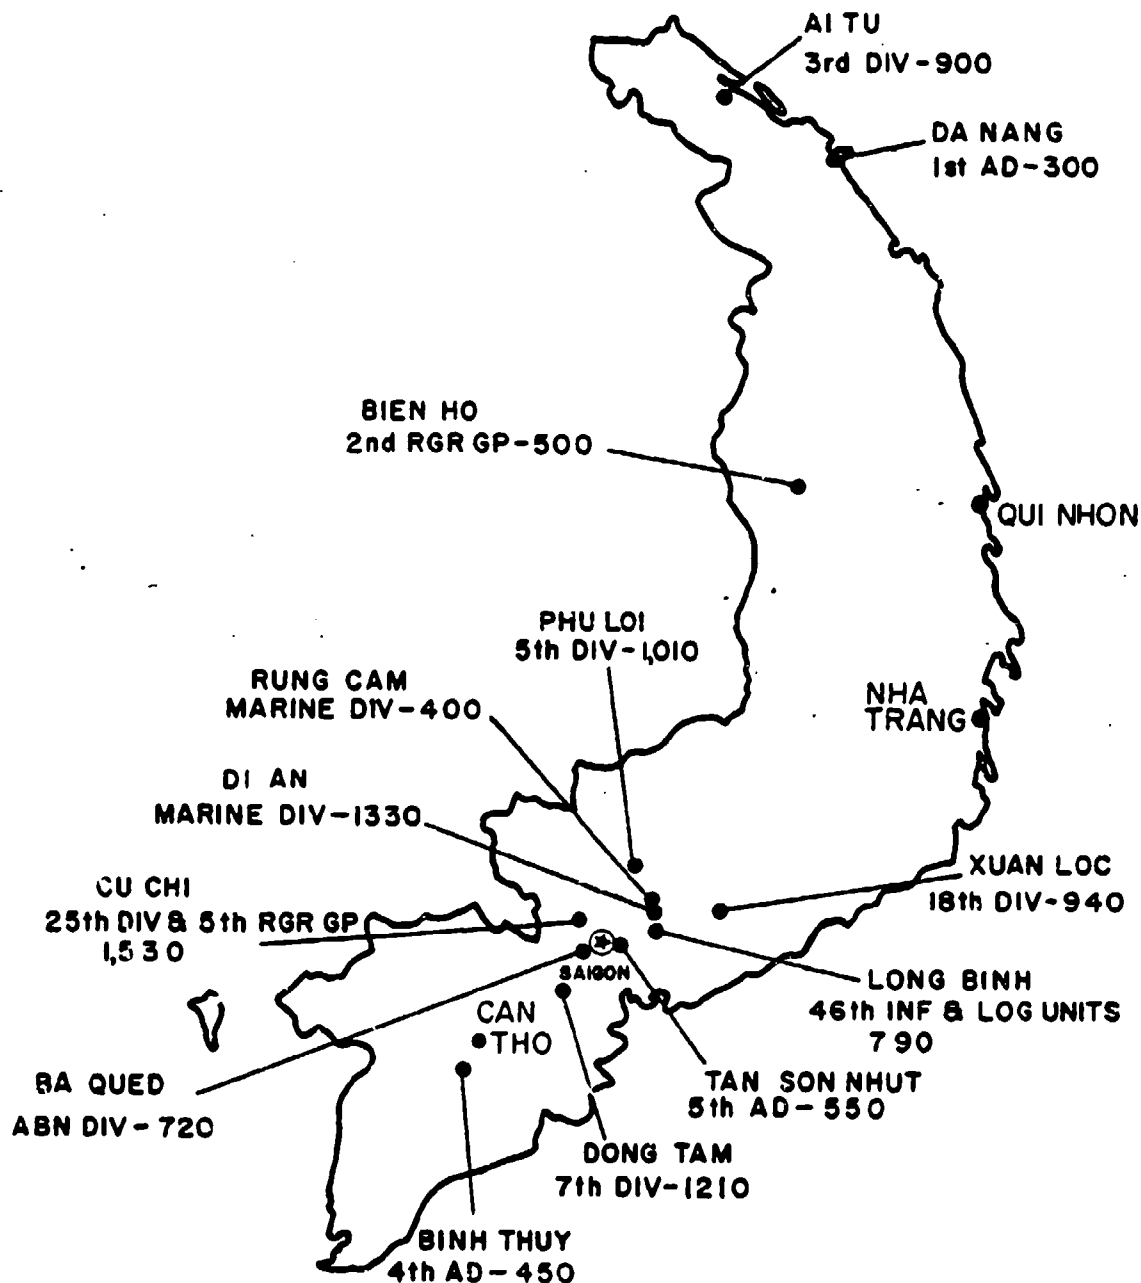 AI TU
3rd DIV-900
DA NANG
1st AD-300
BIEN HO
2nd RGR GP-500
QUI NHON
PHU LOI
5th DIV-1,010
RUNG CAM
MARINE DIV-400
NHA
TRANG
DI AN
MARINE DIV-1330
XUAN LOC
18th DIV-940
CU CHI
25th DIV & 5th RGR GP
1,530
SAIGON
LONG BINH
46th INF & LOG UNITS
790
CAN
THO
BA QUED
ABN DIV-720
TAN SON NHUT
5th AD-550
DONG TAM
7th DIV-1210
BINH THUY
4th AD-450